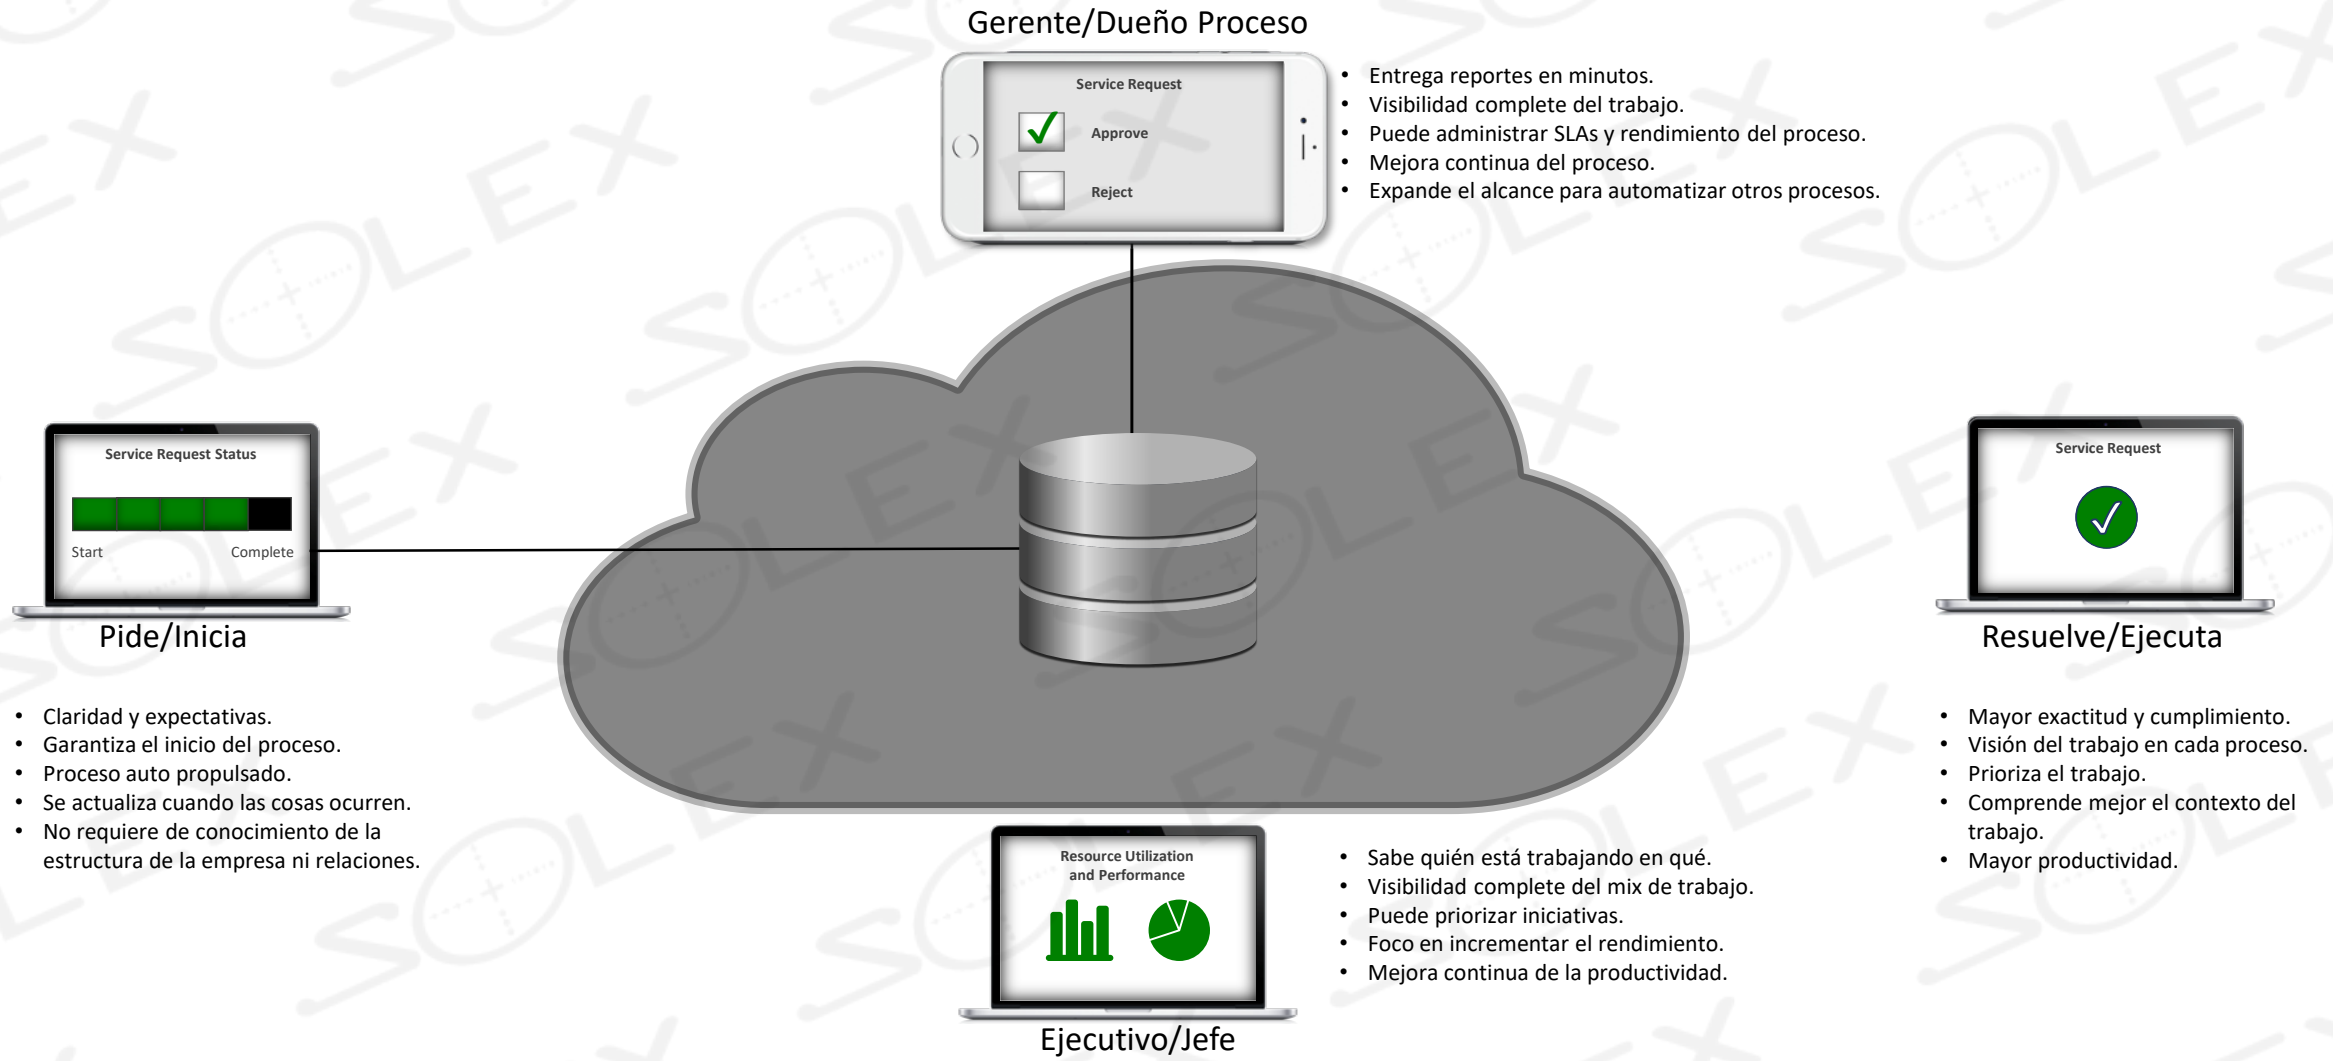 Gerente/Dueño Proceso
Service Request
Approve
Reject
• Entrega reportes en minutos.
• Visibilidad complete del trabajo.
• Puede administrar SLAs y rendimiento del proceso.
• Mejora continua del proceso.
• Expande el alcance para automatizar otros procesos.
Service Request Status
Start Complete
Pide/Inicia
• Claridad y expectativas.
• Garantiza el inicio del proceso.
• Proceso auto propulsado.
• Se actualiza cuando las cosas ocurren.
• No requiere de conocimiento de la
estructura de la empresa ni relaciones.
Service Request
Resuelve/Ejecuta
• Mayor exactitud y cumplimiento.
• Visión del trabajo en cada proceso.
• Prioriza el trabajo.
• Comprende mejor el contexto del
trabajo.
• Mayor productividad.
Resource Utilization
and Performance
Ejecutivo/Jefe
• Sabe quién está trabajando en qué.
• Visibilidad complete del mix de trabajo.
• Puede priorizar iniciativas.
• Foco en incrementar el rendimiento.
• Mejora continua de la productividad.
SOLEX